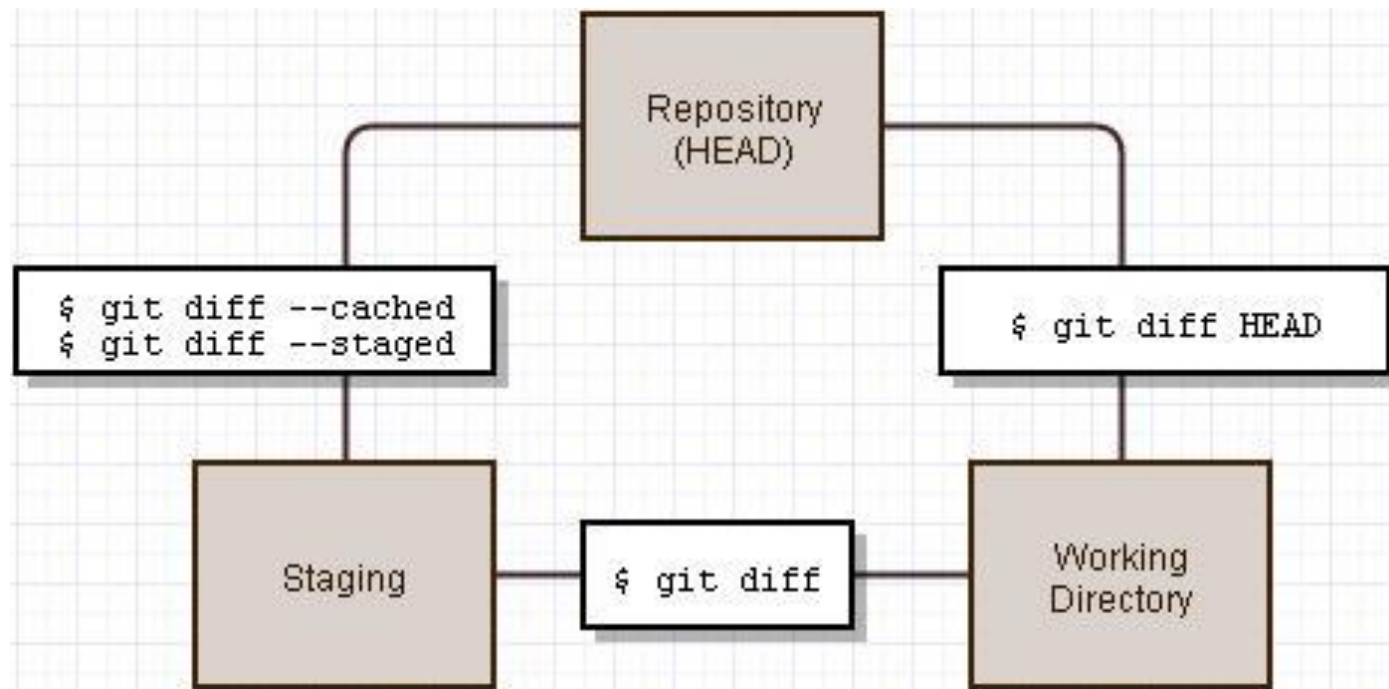 Repository
(HEAD)
$ git diff --cached
$ git diff --staged
$ git diff HEAD
Staging
$ git diff
Working
Directory